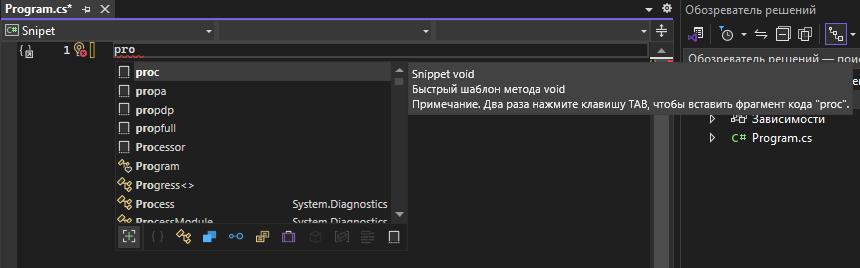 Program.cs*
Обозреватель решений
C# Snipet
Обозреватель решений — пои
1 pro
proc
Snippet void
Быстрый шаблон метода void
Примечание. Два раза нажмите клавишу TAB, чтобы вставить фрагмент кода "proc".
propa
propdp
propfull
Processor
Program
Progress<>
Process System.Diagnostics
ProcessModule System.Diagnostics
Зависимости
C# Program.cs